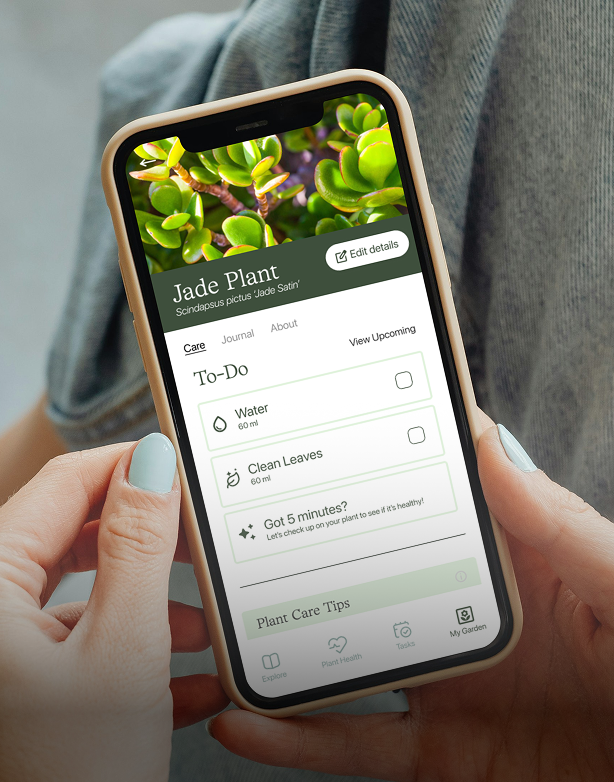 Jade Plant
Scindapsus pictus ‘Jade Satin’
Edit details
Care
Journal
About
To-Do
View Upcoming
Water
60 ml
Clean Leaves
60 ml
Got 5 minutes?
Let's check up on your plant to see if it's healthy!
Plant Care Tips
Explore
Plant Health
Tasks
My Garden